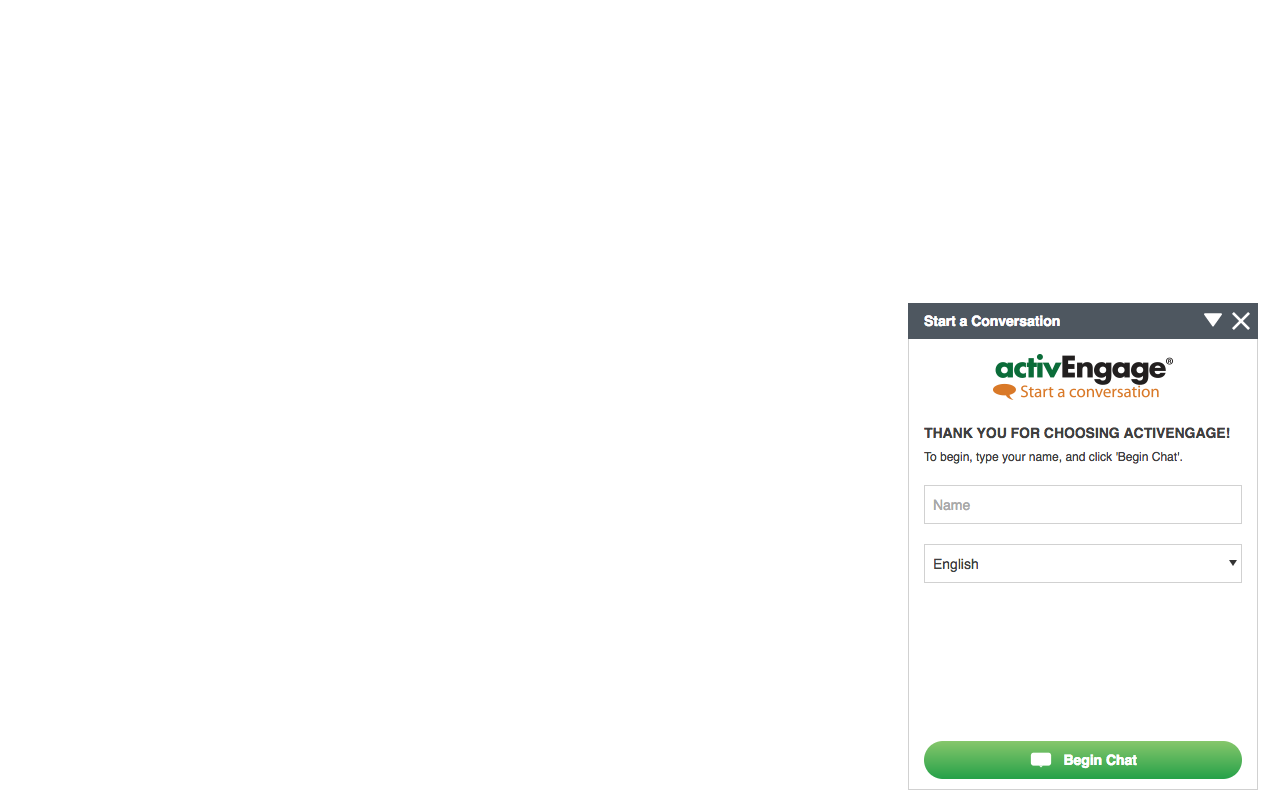 Start a Conversation
activEngage®
Start a conversation
THANK YOU FOR CHOOSING ACTIVENGAGE!
To begin, type your name, and click 'Begin Chat'.
Name
English
Begin Chat